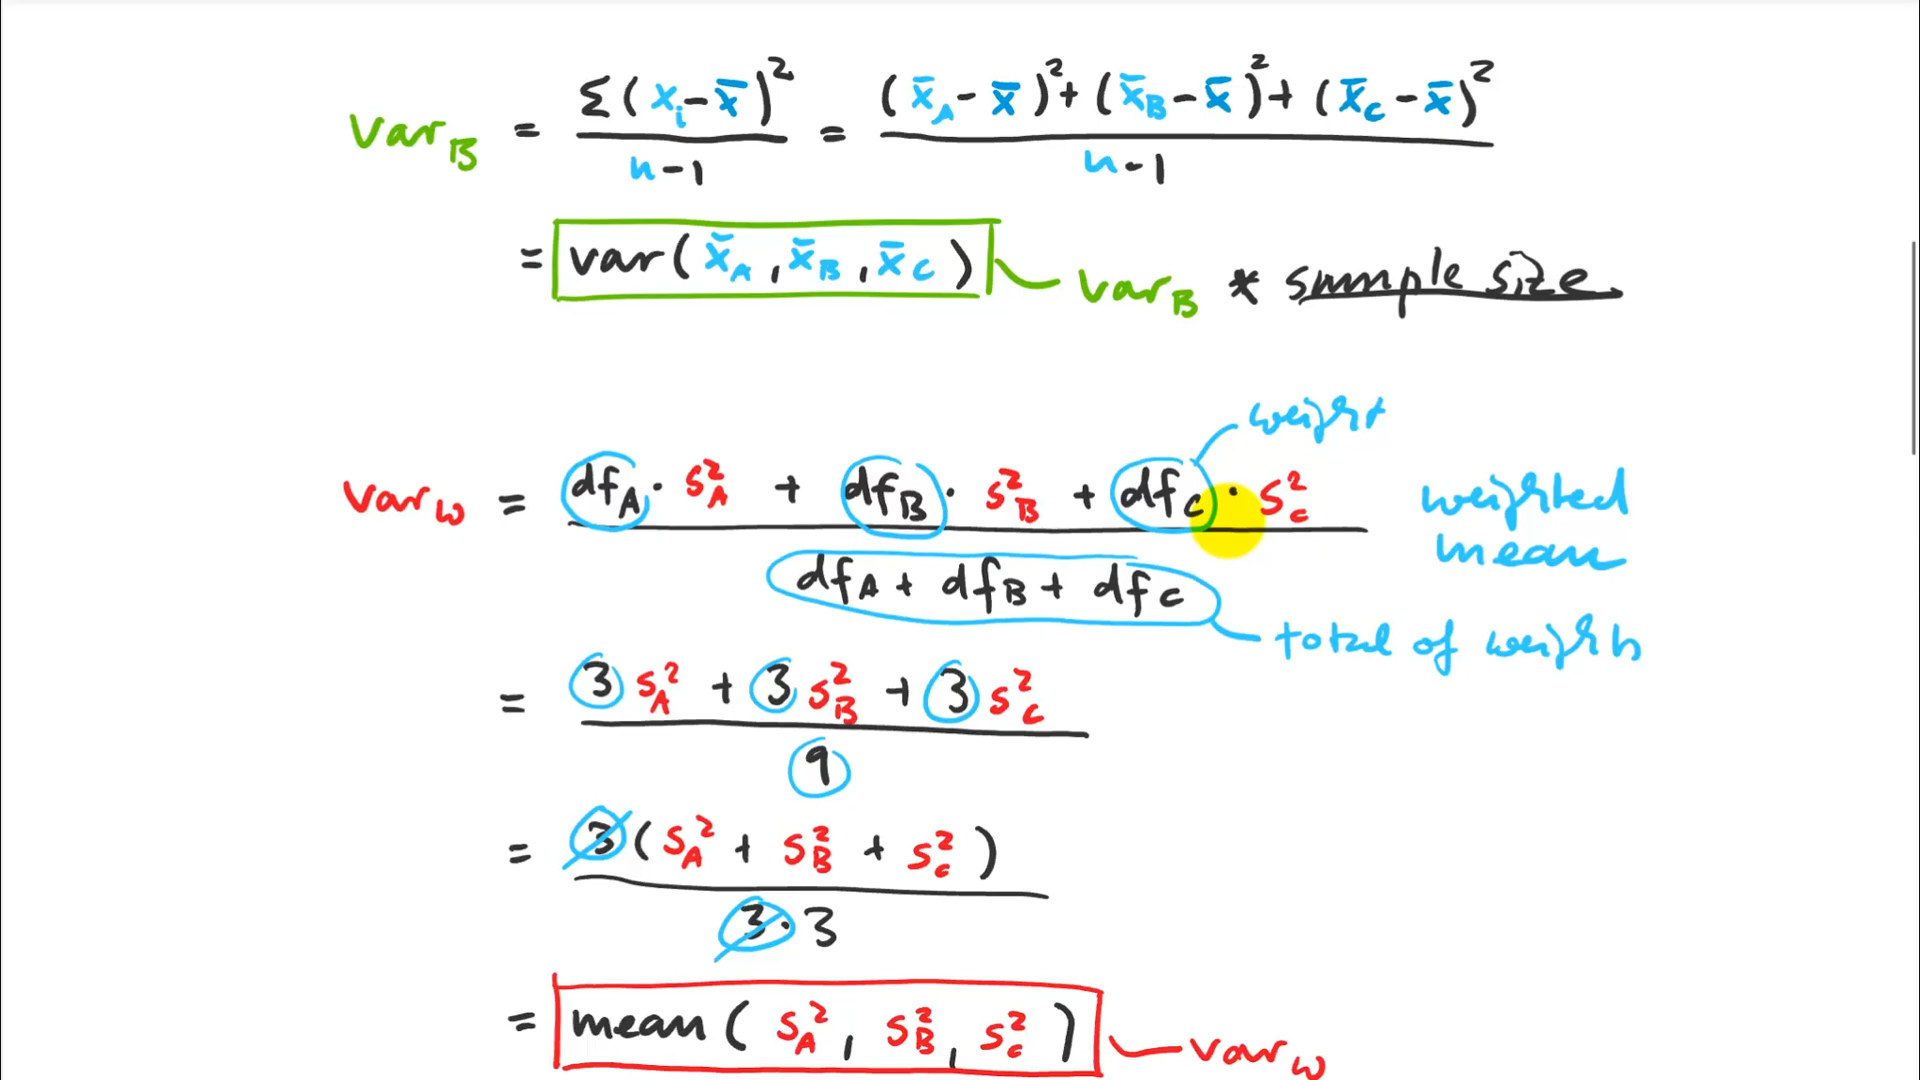 var_B = Σ(x_i - x̄)² / (n-1) = ((x̄_A - x̄)² + (x̄_B - x̄)² + (x̄_C - x̄)²) / (n-1)
= var(x̄_A, x̄_B, x̄_C) var_B * sample size
weight
var_w = (df_A · s²_A + df_B · s²_B + df_C · s²_C) / (df_A + df_B + df_C) weighted mean
total of weights
= (3 s²_A + 3 s²_B + 3 s²_C) / 9
= 3(s²_A + s²_B + s²_C) / (3 · 3)
= mean(s²_A, s²_B, s²_C) var_w